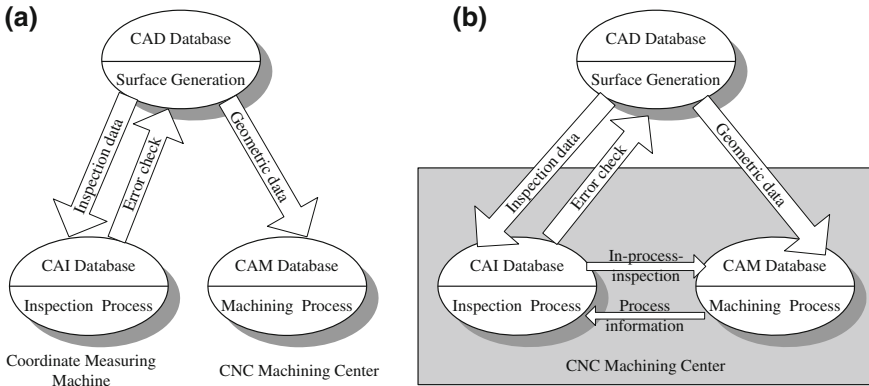 (a)
CAD Database
Surface Generation
Inspection data
Error check
Geometric data
CAI Database
Inspection Process
CAM Database
Machining Process
Coordinate Measuring
Machine
CNC Machining Center
(b)
CAD Database
Surface Generation
Inspection data
Error check
Geometric data
CAI Database
Inspection Process
In-process-
inspection
Process
information
CAM Database
Machining Process
CNC Machining Center